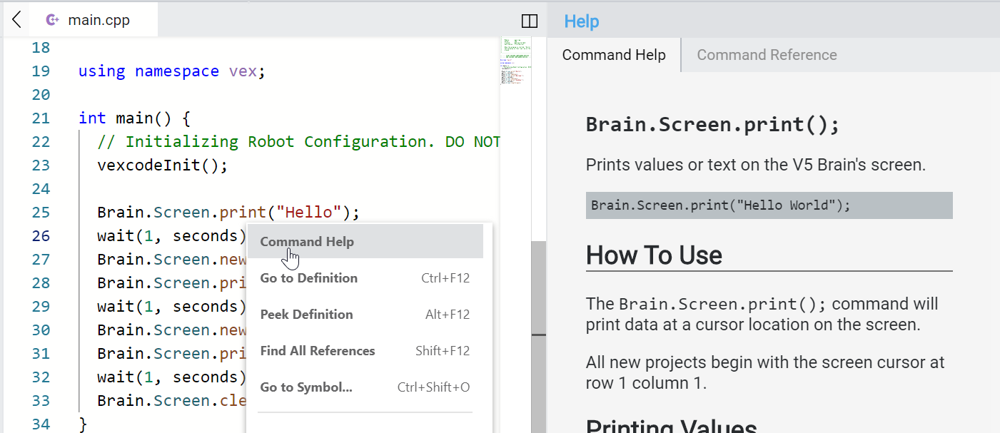 main.cpp
18
19 using namespace vex;
20
21 int main() {
22 // Initializing Robot Configuration. DO NOT
23 vexcodeInit();
24
25 Brain.Screen.print("Hello");
26 wait(1, seconds)
27 Brain.Screen.new
28 Brain.Screen.pri
29 wait(1, seconds)
30 Brain.Screen.new
31 Brain.Screen.pri
32 wait(1, seconds)
33 Brain.Screen.cle
34 }
Command Help
Go to Definition Ctrl+F12
Peek Definition Alt+F12
Find All References Shift+F12
Go to Symbol... Ctrl+Shift+O
Help
Command Help Command Reference
Brain.Screen.print();
Prints values or text on the V5 Brain's screen.
Brain.Screen.print("Hello World");
How To Use
The Brain.Screen.print(); command will
print data at a cursor location on the screen.
All new projects begin with the screen cursor at
row 1 column 1.
Printing Values